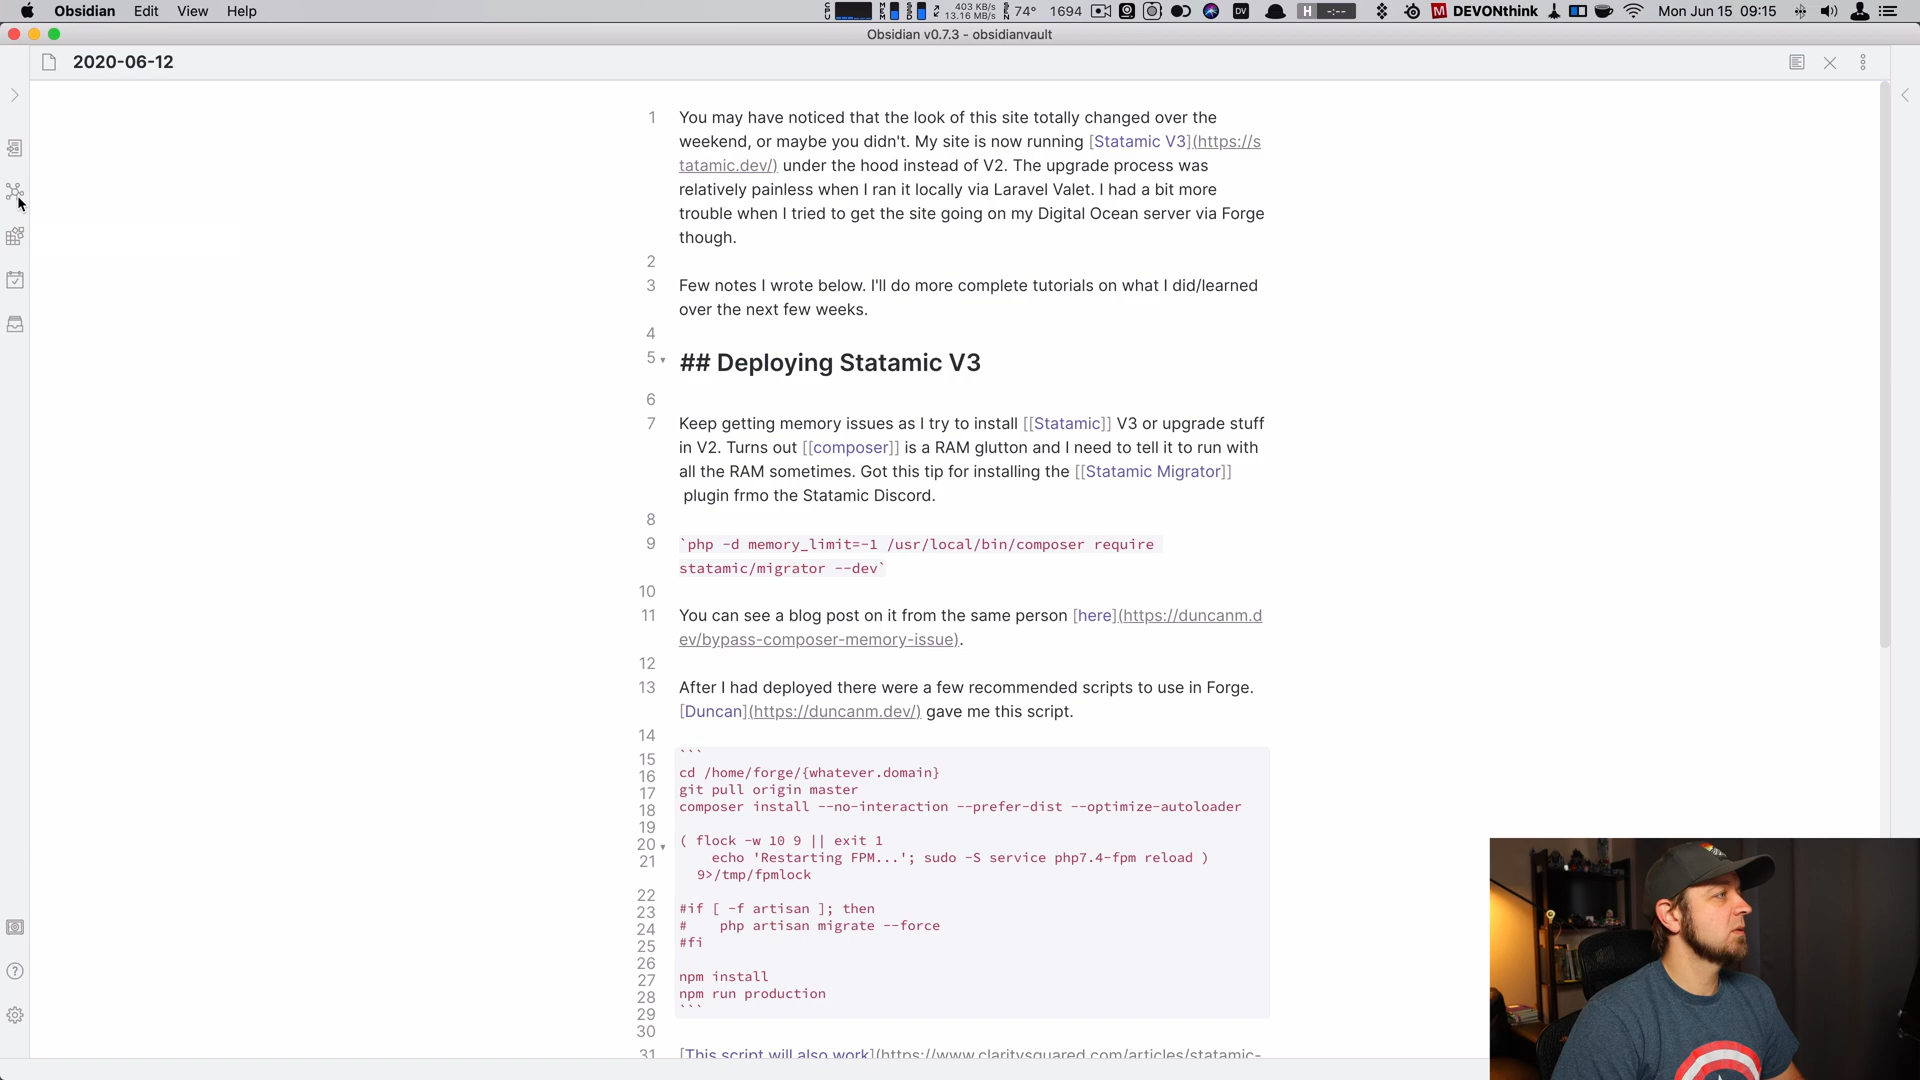 Obsidian Edit View Help
403 KB/s
13.16 MB/s
74° 1694 DV H -:-- DEVONthink Mon Jun 15 09:15
Obsidian v0.7.3 - obsidianvault
2020-06-12
1 You may have noticed that the look of this site totally changed over the
weekend, or maybe you didn't. My site is now running [Statamic V3](https://s
tatamic.dev/) under the hood instead of V2. The upgrade process was
relatively painless when I ran it locally via Laravel Valet. I had a bit more
trouble when I tried to get the site going on my Digital Ocean server via Forge
though.
2
3 Few notes I wrote below. I'll do more complete tutorials on what I did/learned
over the next few weeks.
4
5 ## Deploying Statamic V3
6
7 Keep getting memory issues as I try to install [[Statamic]] V3 or upgrade stuff
in V2. Turns out [[composer]] is a RAM glutton and I need to tell it to run with
all the RAM sometimes. Got this tip for installing the [[Statamic Migrator]]
plugin frmo the Statamic Discord.
8
9 `php -d memory_limit=-1 /usr/local/bin/composer require
statamic/migrator --dev`
10
11 You can see a blog post on it from the same person [here](https://duncanm.d
ev/bypass-composer-memory-issue).
12
13 After I had deployed there were a few recommended scripts to use in Forge.
[Duncan](https://duncanm.dev/) gave me this script.
14
15 ```
16 cd /home/forge/{whatever.domain}
17 git pull origin master
18 composer install --no-interaction --prefer-dist --optimize-autoloader
19
20 ( flock -w 10 9 || exit 1
21 echo 'Restarting FPM...'; sudo -S service php7.4-fpm reload )
9>/tmp/fpmlock
22
23 #if [ -f artisan ]; then
24 # php artisan migrate --force
25 #fi
26
27 npm install
28 npm run production
29 ```
30
31 [This script will also work](https://www.claritysquared.com/articles/statamic-